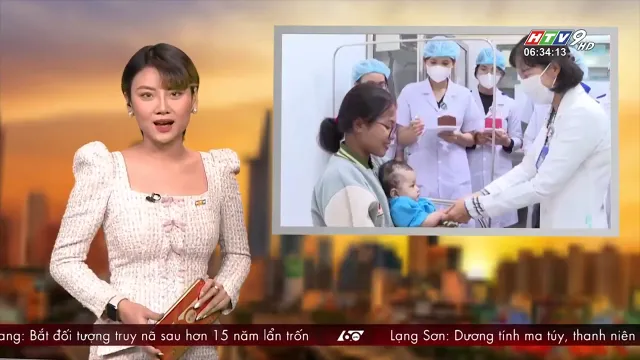 HTV9 HD
06:34:13
ang: Bắt đối tượng truy nã sau hơn 15 năm lẩn trốn 60 Lạng Sơn: Dương tính ma túy, thanh niên